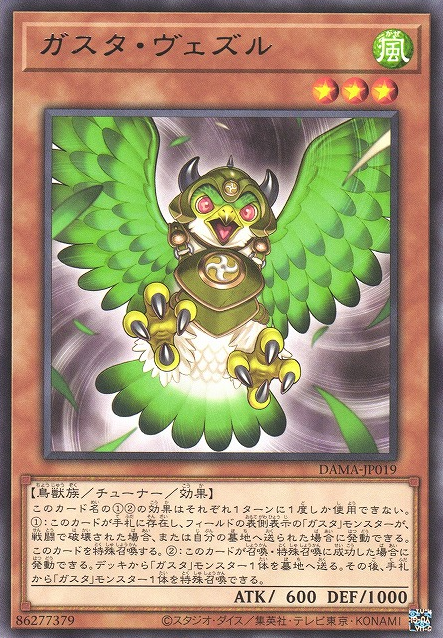 ガスタ・ヴェズル
風
DAMA-JP019
【鳥獣族／チューナー／効果】
このカード名の①②の効果はそれぞれ1ターンに1度しか使用できない。
①：このカードが手札に存在し、フィールドの表側表示の「ガスタ」モンスターが、
戦闘で破壊された場合、または自分の墓地へ送られた場合に発動できる。
このカードを特殊召喚する。②：このカードが召喚・特殊召喚に成功した場合に
発動できる。デッキから「ガスタ」モンスター1体を墓地へ送る。その後、手札
から「ガスタ」モンスター1体を特殊召喚できる。
ATK/ 600 DEF/1000
86277379
©スタジオ・ダイス／集英社・テレビ東京・KONAMI